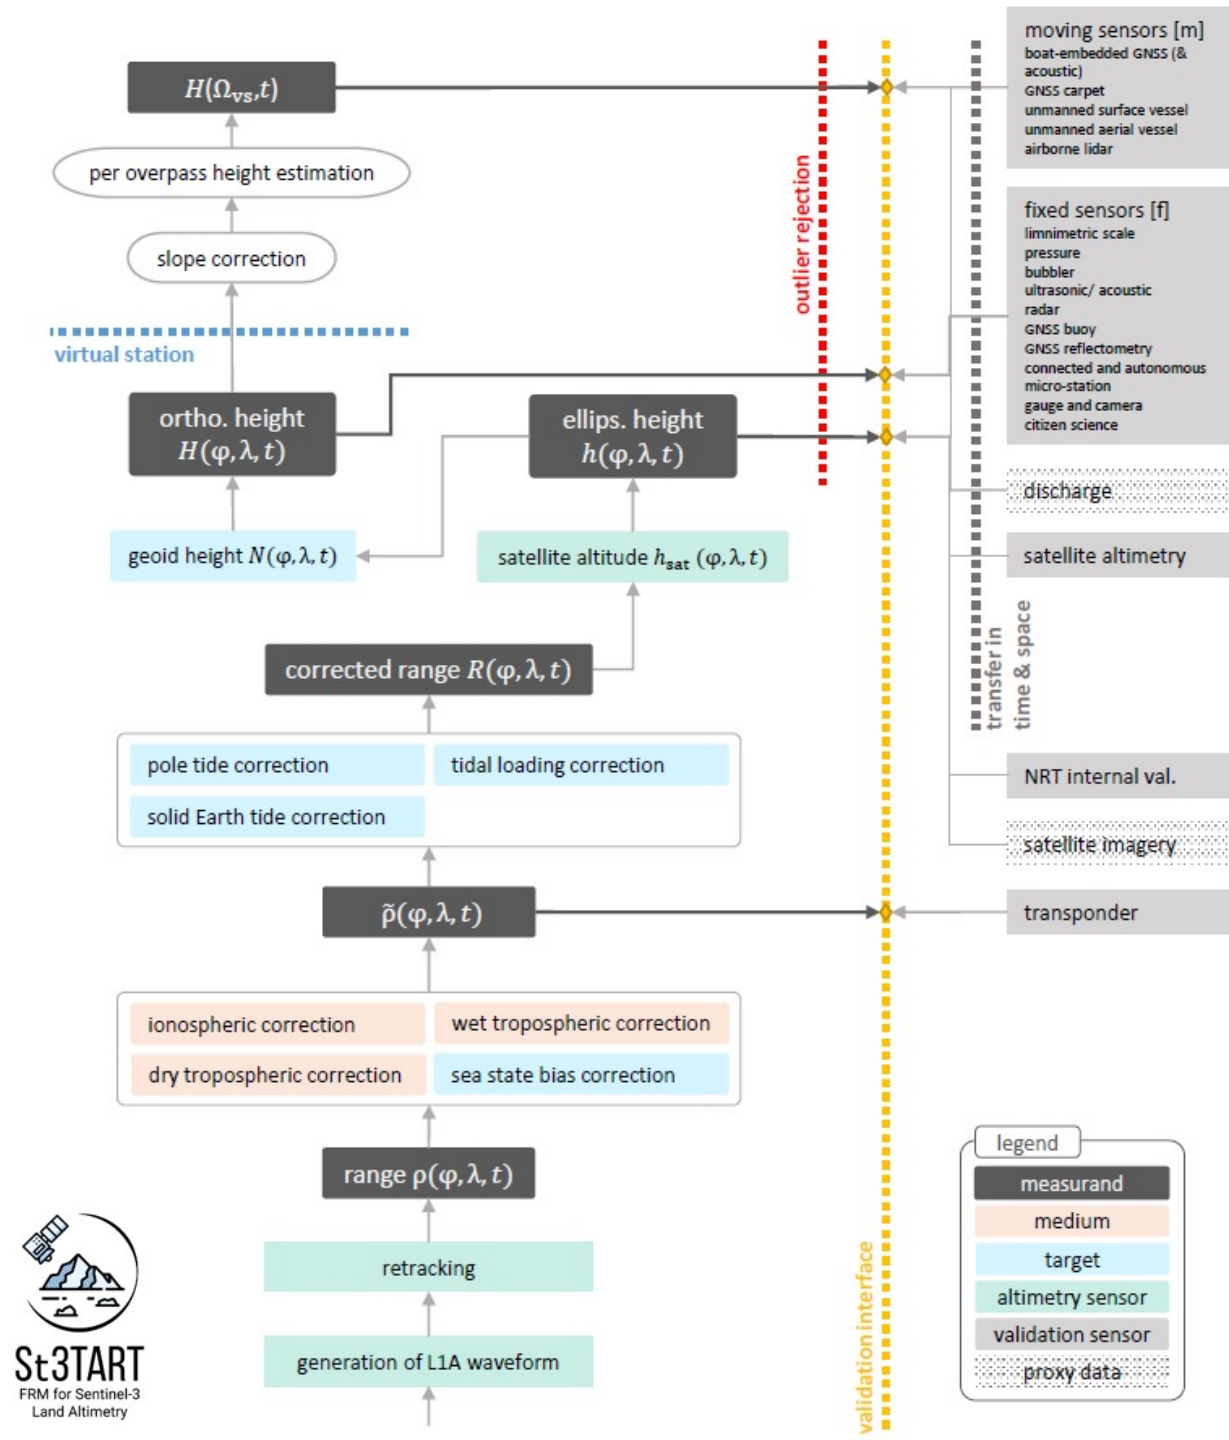 H(Ωvs,t)
per overpass height estimation
slope correction
virtual station
ortho. height
H(φ, λ, t)
ellips. height
h(φ, λ, t)
geoid height N(φ, λ, t)
satellite altitude hsat (φ, λ, t)
corrected range R(φ, λ, t)
pole tide correction
tidal loading correction
solid Earth tide correction
ρ̃(φ, λ, t)
ionospheric correction
wet tropospheric correction
dry tropospheric correction
sea state bias correction
range ρ(φ, λ, t)
retracking
generation of L1A waveform
outlier rejection
validation interface
transfer in
time & space
moving sensors [m]
boat-embedded GNSS (&
acoustic)
GNSS carpet
unmanned surface vessel
unmanned aerial vessel
airborne lidar
fixed sensors [f]
limnimetric scale
pressure
bubbler
ultrasonic/ acoustic
radar
GNSS buoy
GNSS reflectometry
connected and autonomous
micro-station
gauge and camera
citizen science
discharge
satellite altimetry
NRT internal val.
satellite imagery
transponder
legend
measurand
medium
target
altimetry sensor
validation sensor
proxy data
St3TART
FRM for Sentinel-3
Land Altimetry